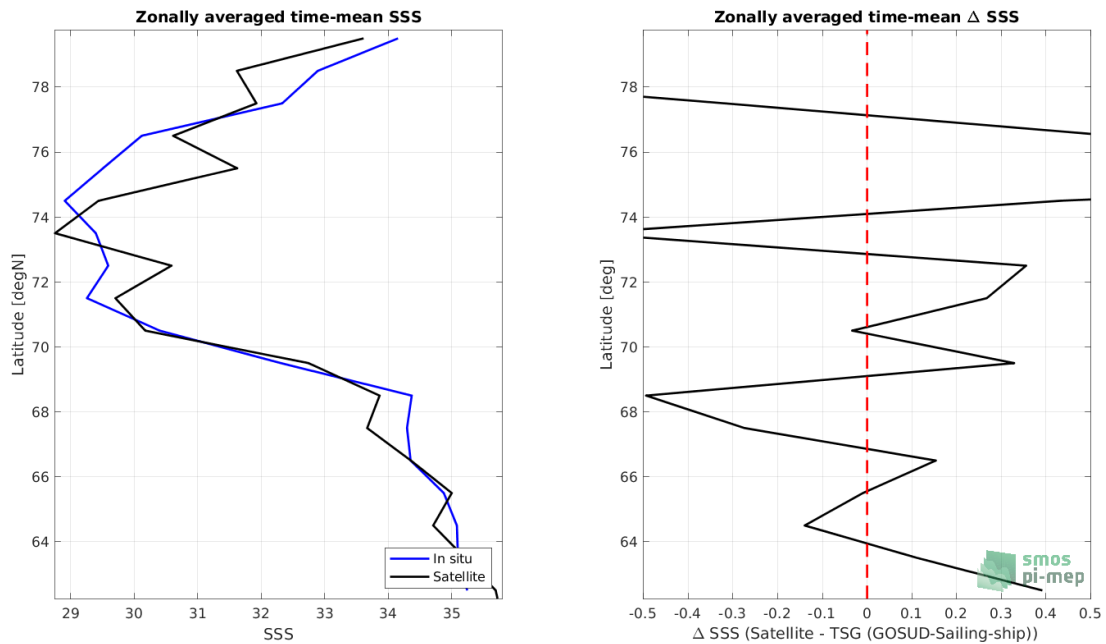 Zonally averaged time-mean SSS
Latitude [degN]
78
76
74
72
70
68
66
64
29 30 31 32 33 34 35
SSS
In situ
Satellite
Zonally averaged time-mean Δ SSS
Latitude [deg]
78
76
74
72
70
68
66
64
-0.5 -0.4 -0.3 -0.2 -0.1 0 0.1 0.2 0.3 0.4 0.5
Δ SSS (Satellite - TSG (GOSUD-Sailing-ship))
smos
pi-mep